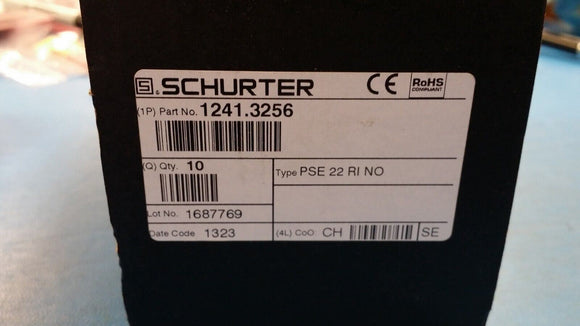 S SCHURTER CE RoHS
COMPLIANT
(1P) Part No. 1241.3256
(Q) Qty. 10
Type PSE 22 RI NO
Lot No. 1687769
Date Code 1323
(4L) CoO: CH SE